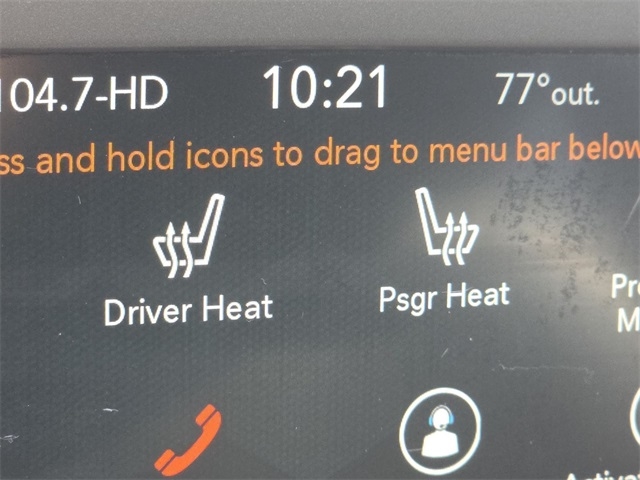 104.7-HD 10:21 77°out.
and hold icons to drag to menu bar below
Driver Heat Psgr Heat